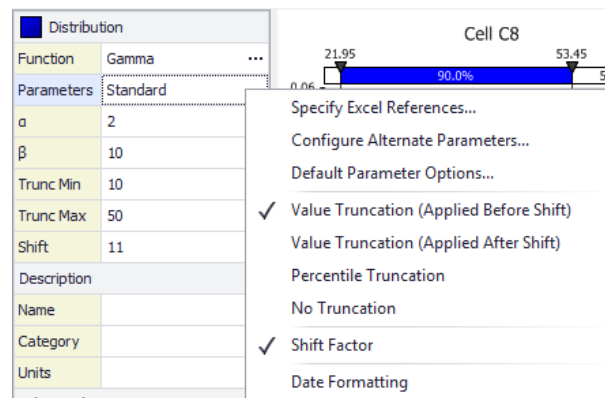 Distribution
Function Gamma ...
Parameters Standard
α 2
β 10
Trunc Min 10
Trunc Max 50
Shift 11
Description
Name
Category
Units
Cell C8
21.95 53.45
90.0% 5
0.06
Specify Excel References...
Configure Alternate Parameters...
Default Parameter Options...
✓ Value Truncation (Applied Before Shift)
Value Truncation (Applied After Shift)
Percentile Truncation
No Truncation
✓ Shift Factor
Date Formatting